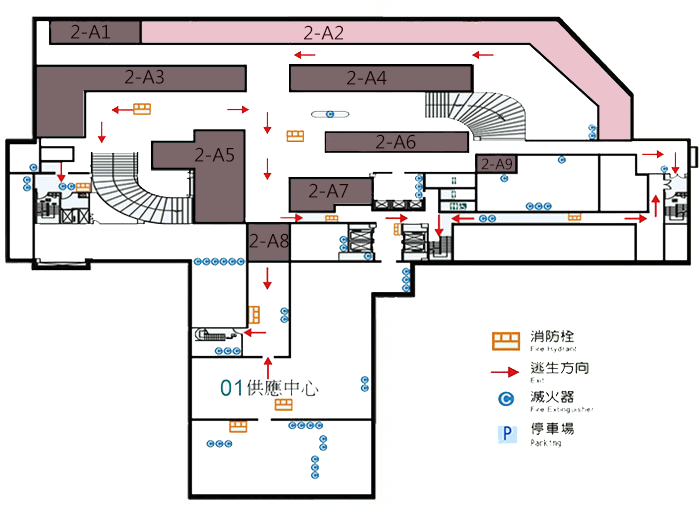 2-A1
2-A2
2-A3
2-A4
2-A5
2-A6
2-A7
2-A8
2-A9
01供應中心
消防栓
Fire Hydrant
逃生方向
Exit
滅火器
Fire Extinguisher
P 停車場
Parking